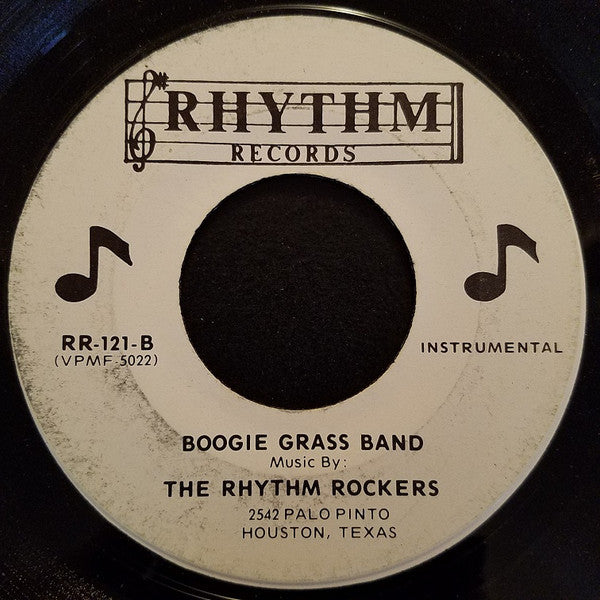 RHYTHM
RECORDS
RR-121-B
(VPMF-5022)
INSTRUMENTAL
BOOGIE GRASS BAND
Music By:
THE RHYTHM ROCKERS
2542 PALO PINTO
HOUSTON, TEXAS